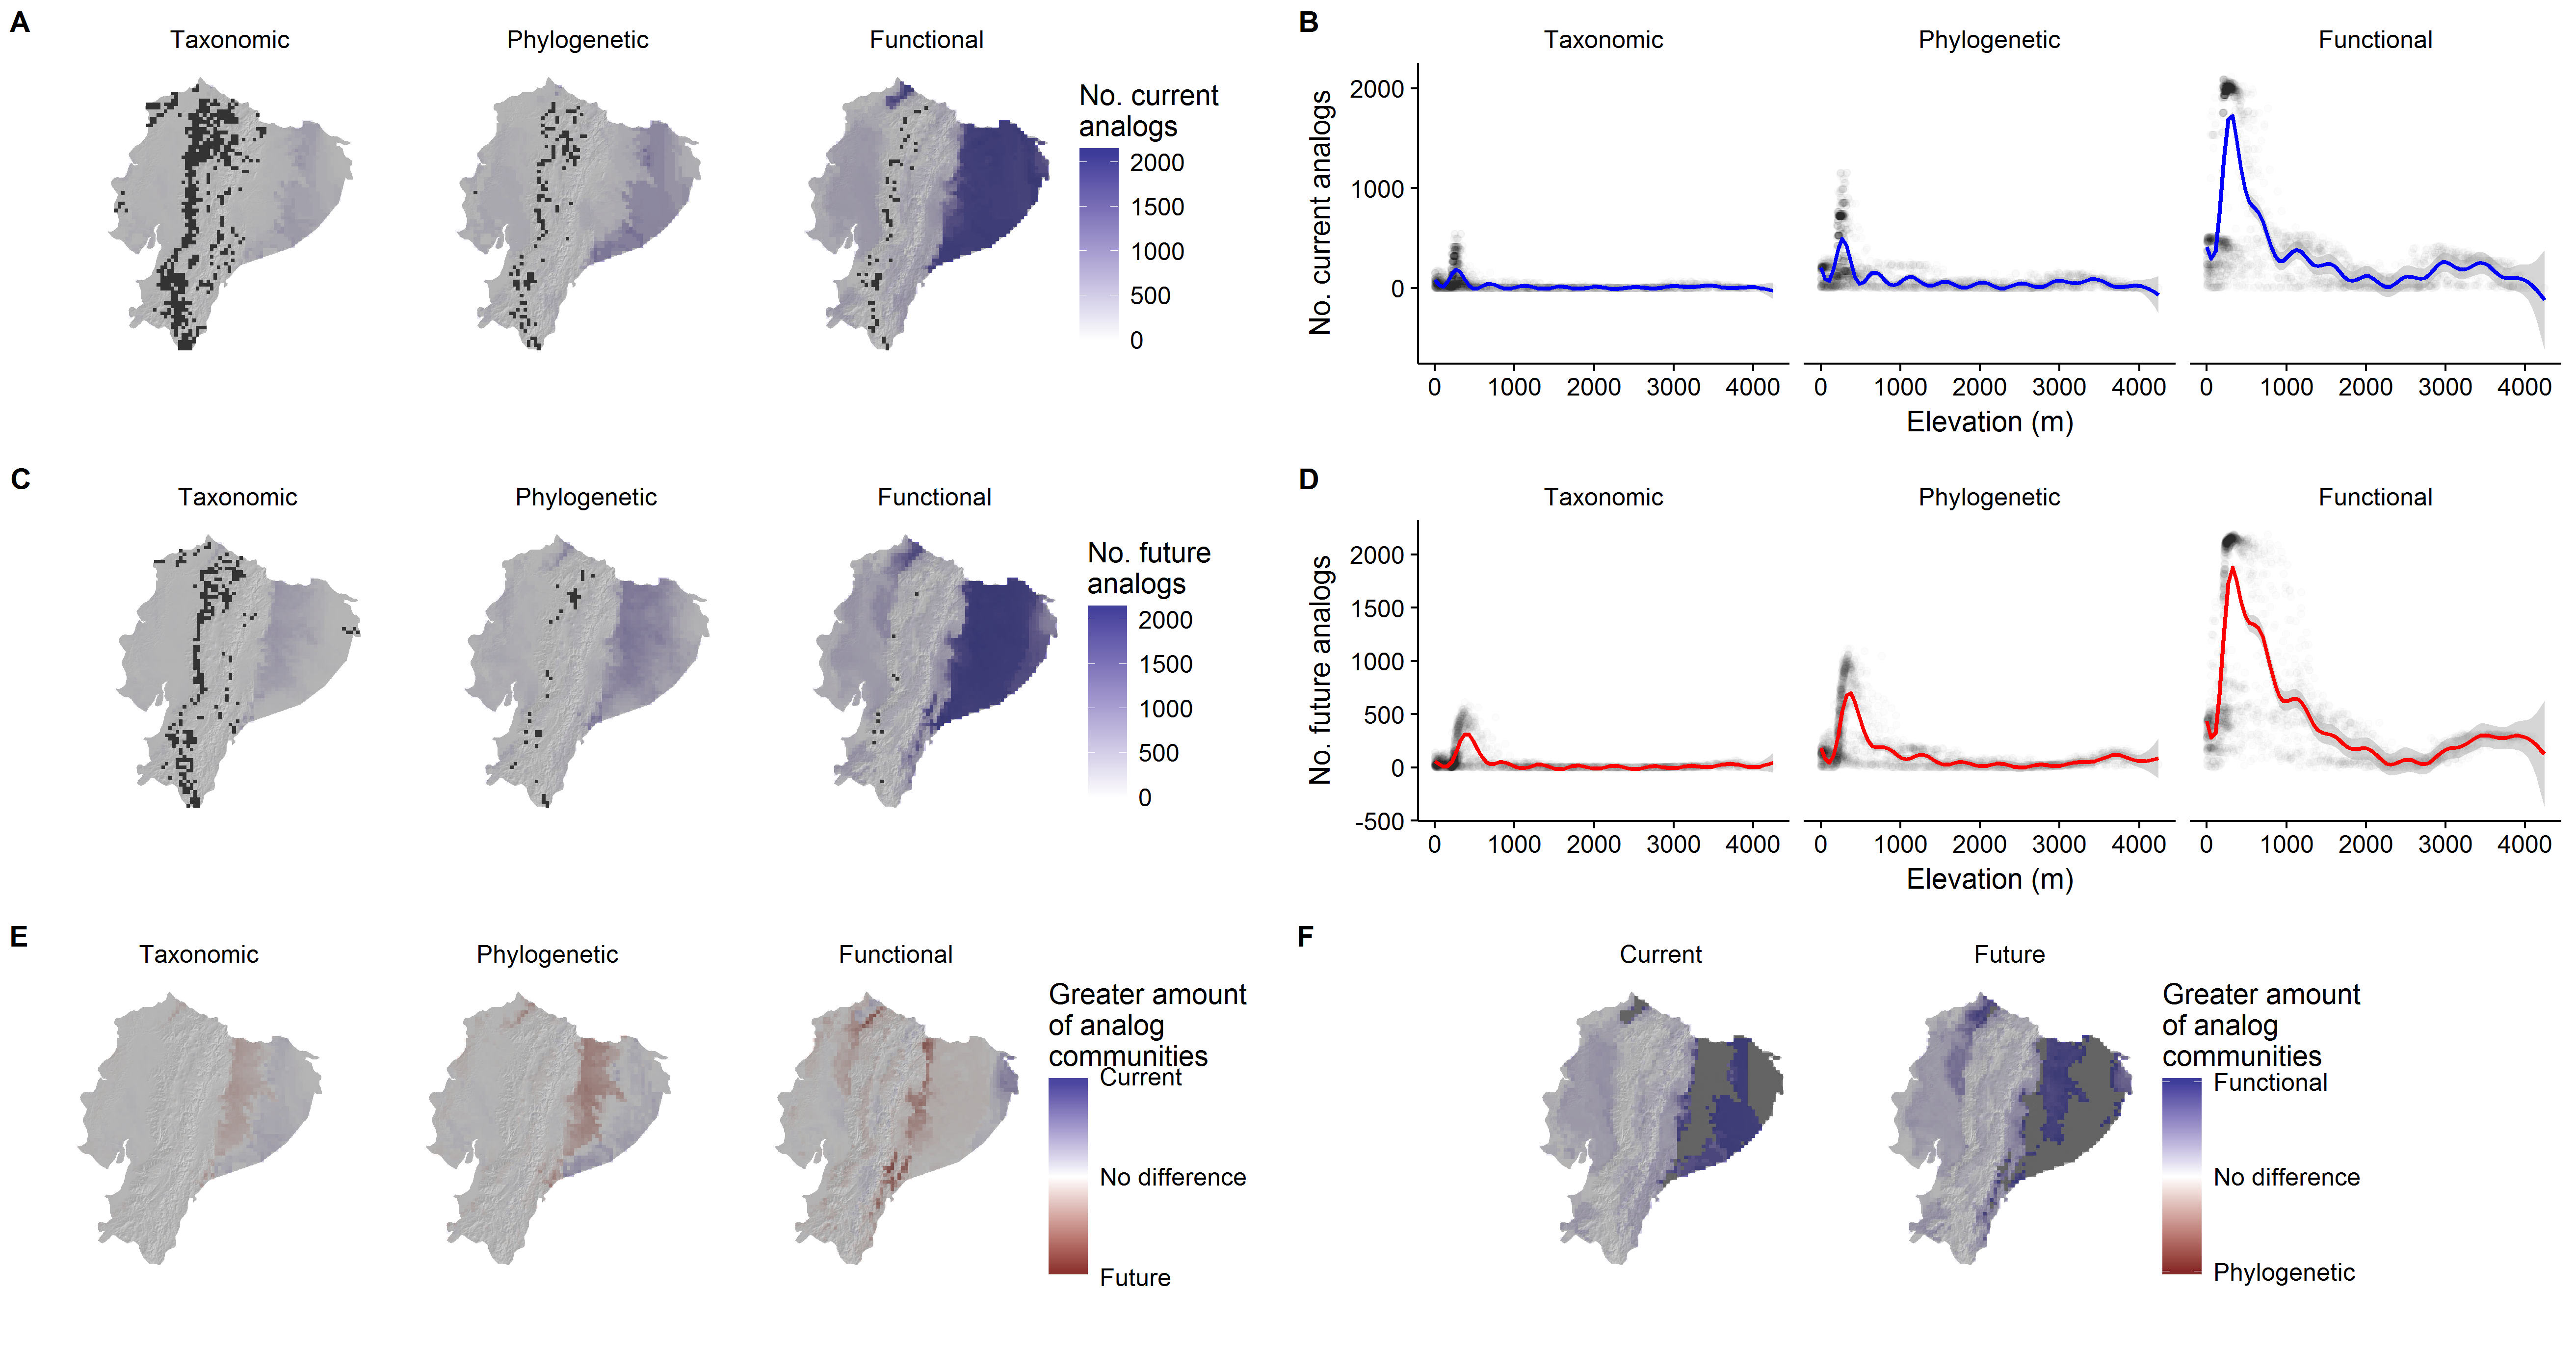 A
Taxonomic
Phylogenetic
Functional
No. current
analogs
2000
1500
1000
500
0
B
Taxonomic
Phylogenetic
Functional
No. current analogs
2000
1000
0
0 1000 2000 3000 4000
0 1000 2000 3000 4000
0 1000 2000 3000 4000
Elevation (m)
C
Taxonomic
Phylogenetic
Functional
No. future
analogs
2000
1500
1000
500
0
D
Taxonomic
Phylogenetic
Functional
No. future analogs
2000
1500
1000
500
0
-500
0 1000 2000 3000 4000
0 1000 2000 3000 4000
0 1000 2000 3000 4000
Elevation (m)
E
Taxonomic
Phylogenetic
Functional
Greater amount
of analog
communities
Current
No difference
Future
F
Current
Future
Greater amount
of analog
communities
Functional
No difference
Phylogenetic